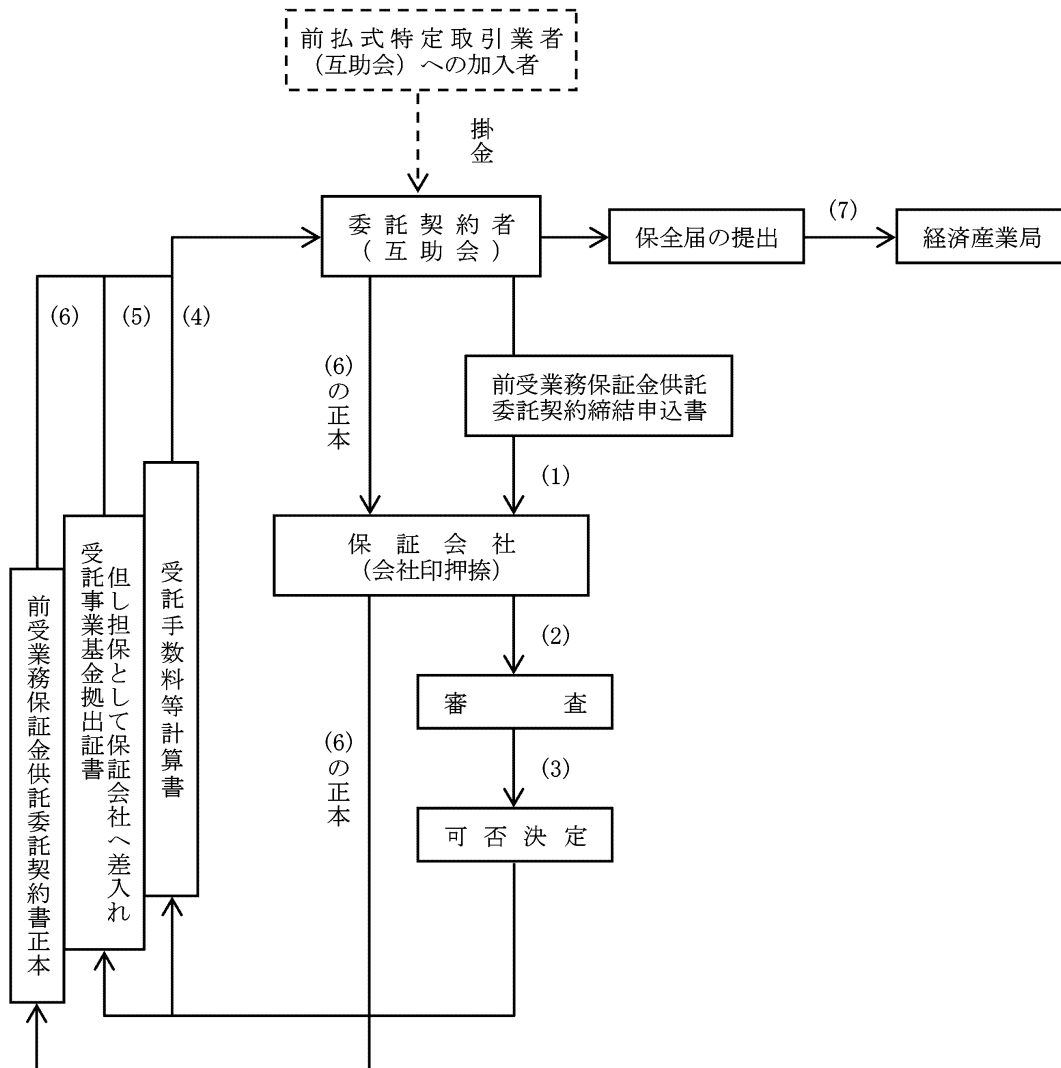 前払式特定取引業者
（互助会）への加入者
掛金
委託契約者
（互助会）
保全届の提出
(7)
経済産業局
(6)
(5)
(4)
(6)の正本
前受業務保証金供託
委託契約締結申込書
(1)
保証会社
(会社印押捺)
(2)
審査
(3)
可否決定
(6)の正本
受託手数料等計算書
受託事業基金拠出証書
但し担保として保証会社へ差入れ
前受業務保証金供託委託契約書正本